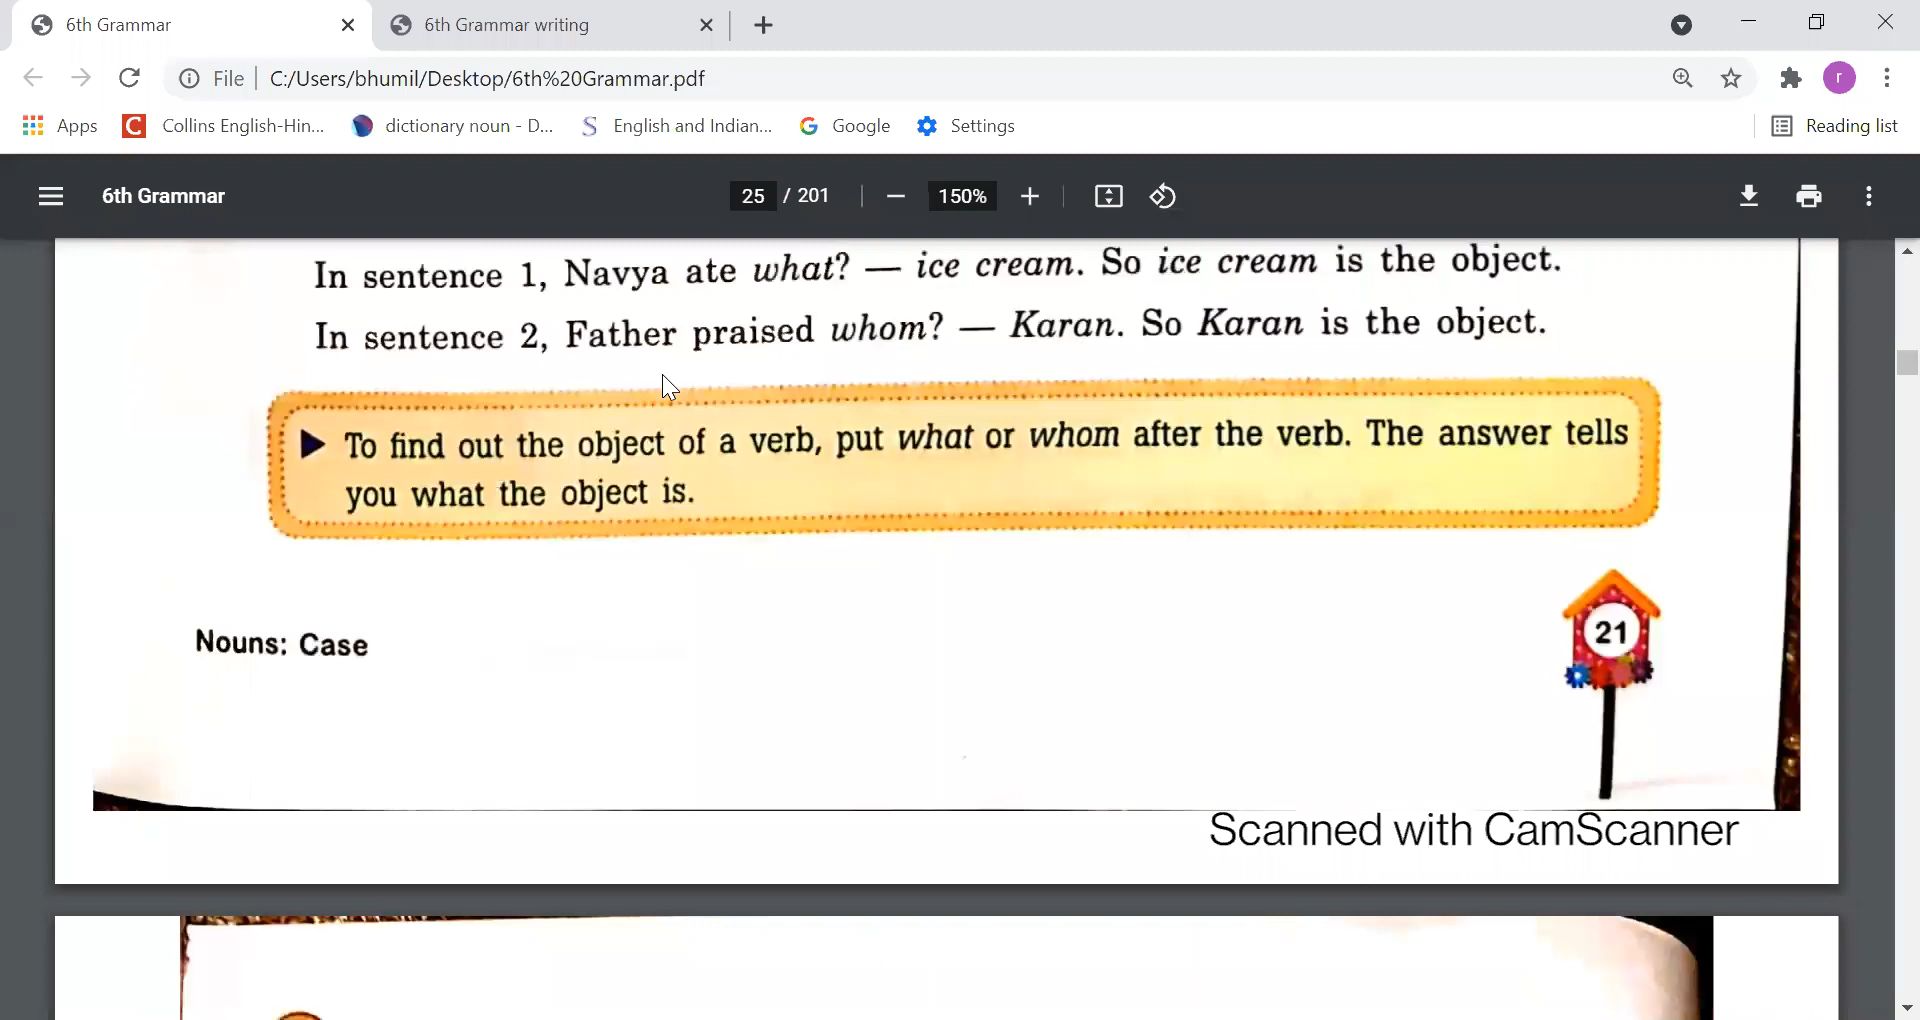 6th Grammar
6th Grammar writing
File C:/Users/bhumil/Desktop/6th%20Grammar.pdf
r
Apps Collins English-Hin... dictionary noun - D... English and Indian... Google Settings Reading list
6th Grammar 25 / 201 150%
In sentence 1, Navya ate what? — ice cream. So ice cream is the object.
In sentence 2, Father praised whom? — Karan. So Karan is the object.
To find out the object of a verb, put what or whom after the verb. The answer tells
you what the object is.
Nouns: Case
21
Scanned with CamScanner